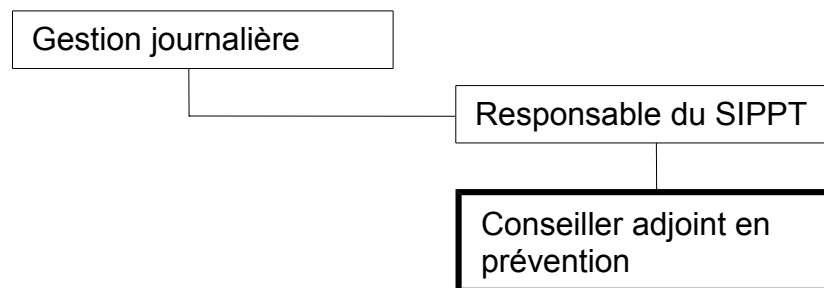 Gestion journalière
Responsable du SIPPT
Conseiller adjoint en
prévention